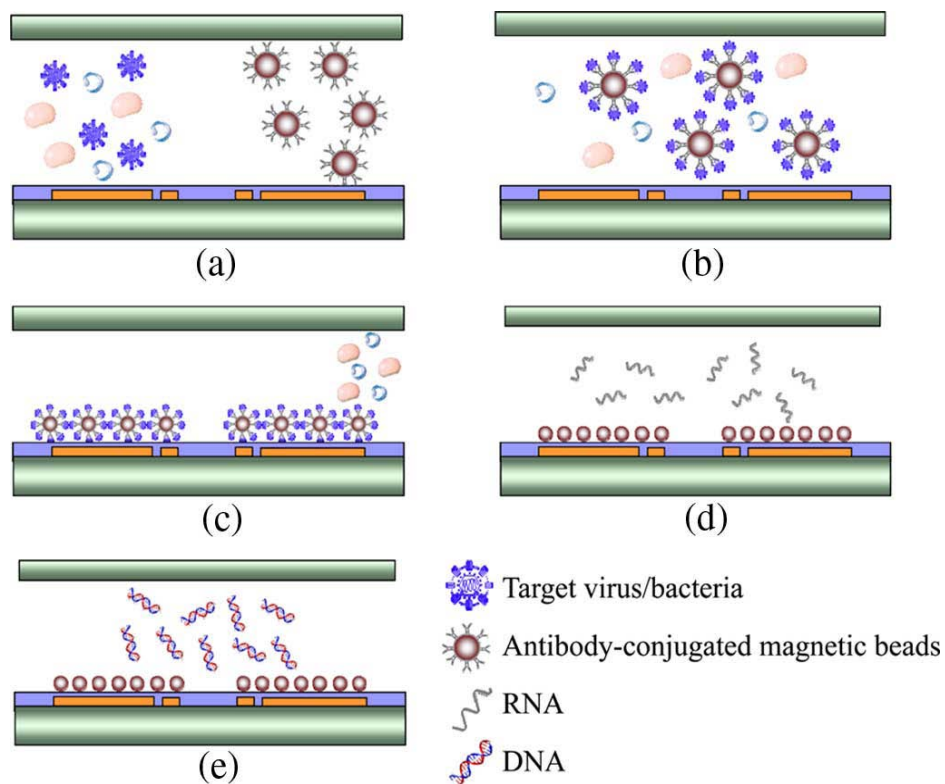 (a)
(b)
(c)
(d)
(e)
Target virus/bacteria
Antibody-conjugated magnetic beads
RNA
DNA